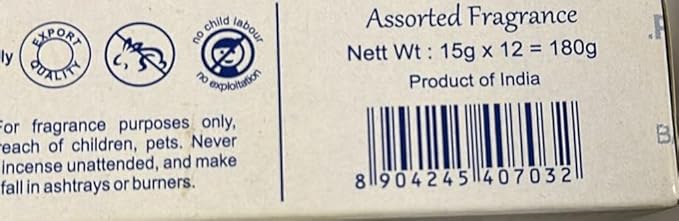 ly
EXPORT
QUALITY
no child labour
no exploitation
For fragrance purposes only,
reach of children, pets. Never
incense unattended, and make
fall in ashtrays or burners.
Assorted Fragrance
Nett Wt : 15g x 12 = 180g
Product of India
8 904245 407032
P
B